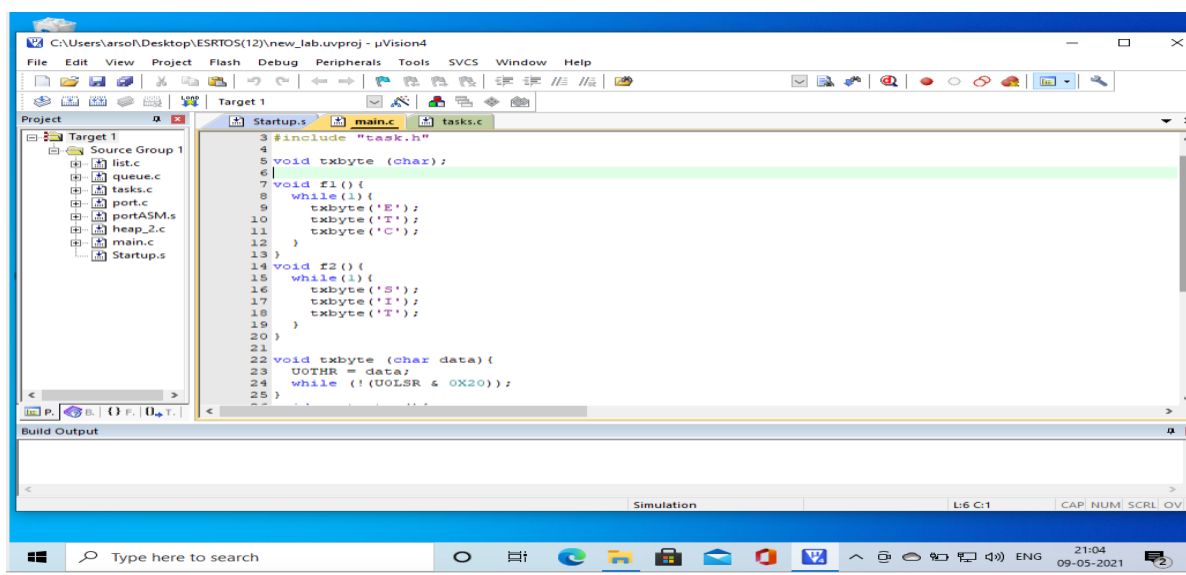 C:\Users\arsol\Desktop\ESRTOS(12)\new_lab.uvproj - µVision4
File Edit View Project Flash Debug Peripherals Tools SVCS Window Help
Target 1
Project
Startup.s main.c tasks.c
Target 1
Source Group 1
list.c
queue.c
tasks.c
port.c
portASM.s
heap_2.c
main.c
Startup.s
3 #include "task.h"
4
5 void txbyte (char);
6
7 void f1(){
8 while(1){
9 txbyte('E');
10 txbyte('T');
11 txbyte('C');
12 }
13 }
14 void f2(){
15 while(1){
16 txbyte('S');
17 txbyte('I');
18 txbyte('T');
19 }
20 }
21
22 void txbyte (char data){
23 U0THR = data;
24 while (!(U0LSR & 0X20));
25 }
P. B. {} F. 0 T.
Build Output
Simulation L:6 C:1 CAP NUM SCRL OV
Type here to search
ENG
21:04
09-05-2021
2